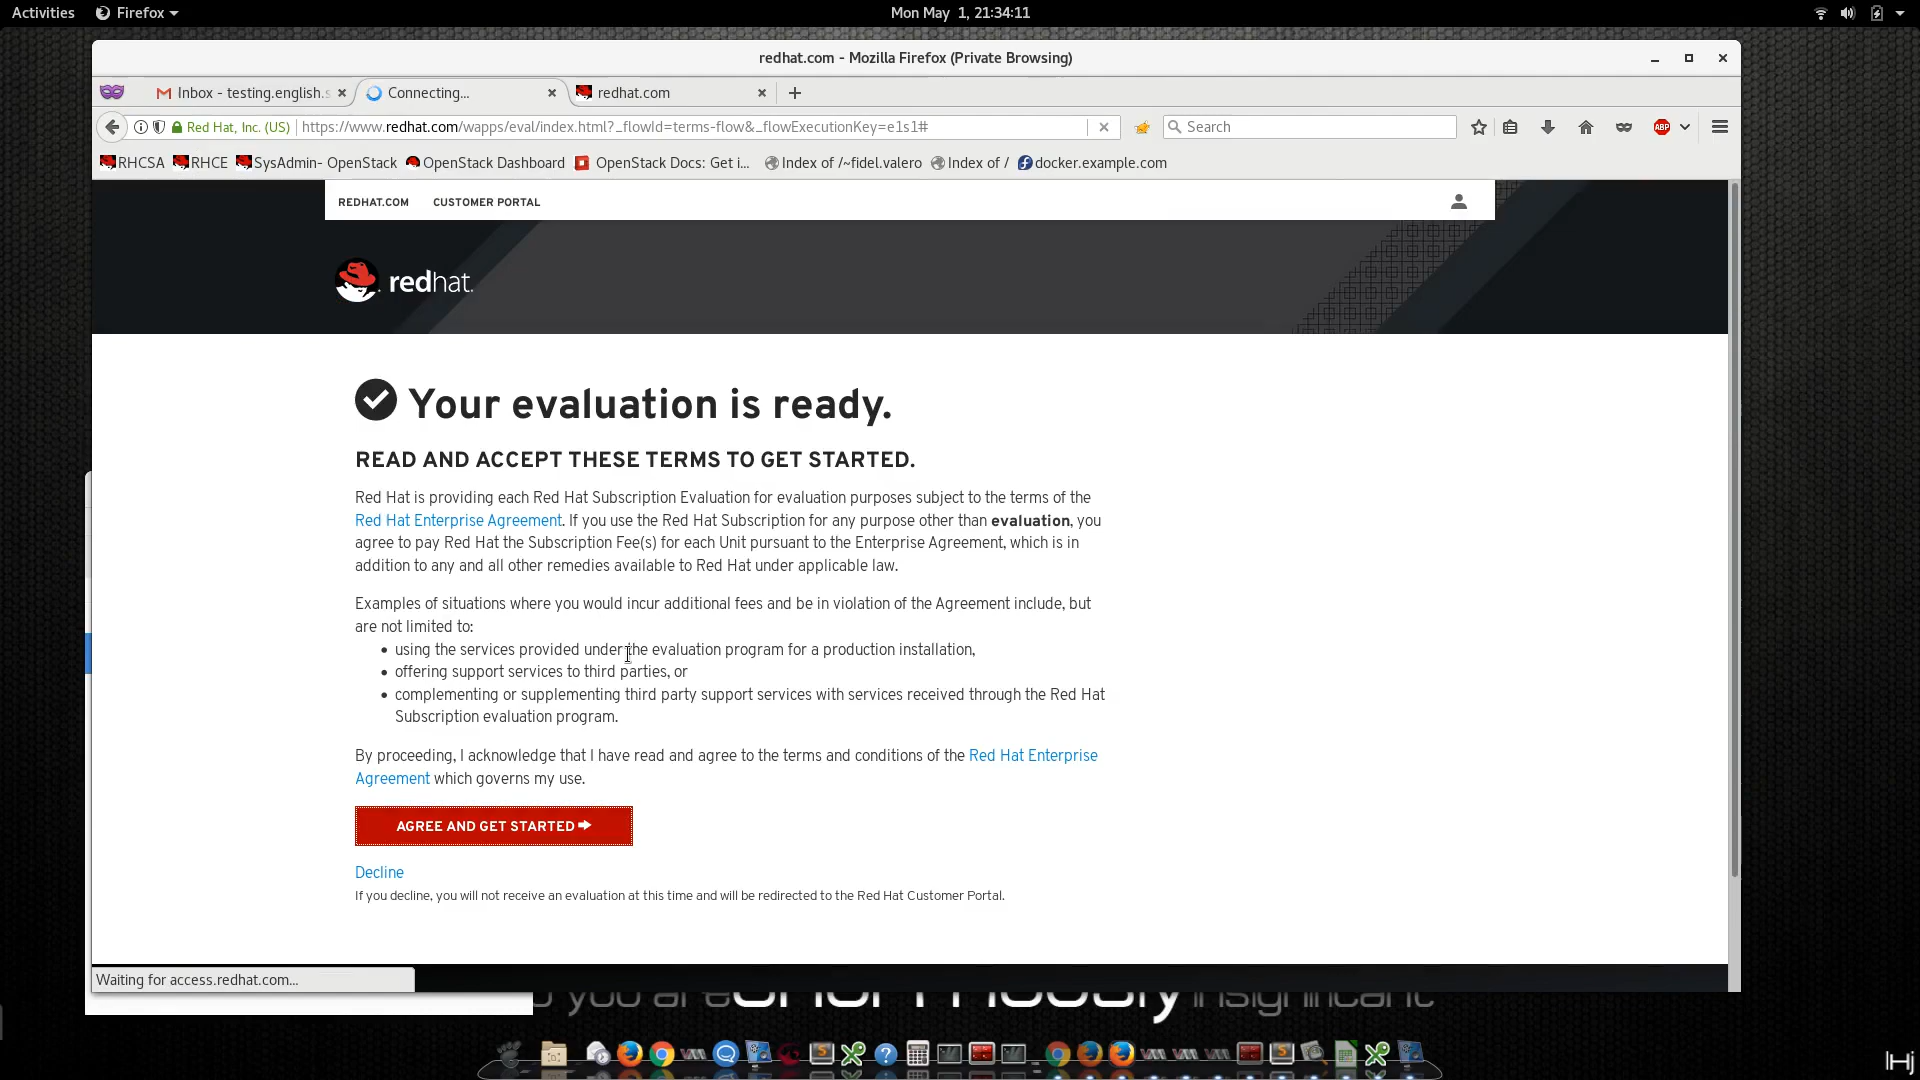 Activities Firefox Mon May 1, 21:34:11
redhat.com - Mozilla Firefox (Private Browsing)
Inbox - testing.english.s Connecting... redhat.com
Red Hat, Inc. (US) https://www.redhat.com/wapps/eval/index.html?_flowId=terms-flow&_flowExecutionKey=e1s1# Search ABP
RHCSA RHCE SysAdmin- OpenStack OpenStack Dashboard OpenStack Docs: Get i... Index of /~fidel.valero Index of / docker.example.com
REDHAT.COM CUSTOMER PORTAL
redhat.
Your evaluation is ready.
READ AND ACCEPT THESE TERMS TO GET STARTED.
Red Hat is providing each Red Hat Subscription Evaluation for evaluation purposes subject to the terms of the
Red Hat Enterprise Agreement. If you use the Red Hat Subscription for any purpose other than evaluation, you
agree to pay Red Hat the Subscription Fee(s) for each Unit pursuant to the Enterprise Agreement, which is in
addition to any and all other remedies available to Red Hat under applicable law.
Examples of situations where you would incur additional fees and be in violation of the Agreement include, but
are not limited to:
• using the services provided under the evaluation program for a production installation,
• offering support services to third parties, or
• complementing or supplementing third party support services with services received through the Red Hat
Subscription evaluation program.
By proceeding, I acknowledge that I have read and agree to the terms and conditions of the Red Hat Enterprise
Agreement which governs my use.
AGREE AND GET STARTED
Decline
If you decline, you will not receive an evaluation at this time and will be redirected to the Red Hat Customer Portal.
Waiting for access.redhat.com...
you are enormously insignificant